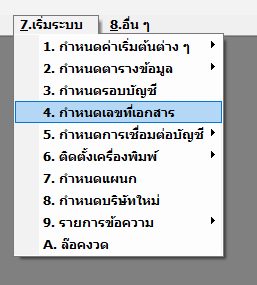 7.เริ่มระบบ 8.อื่น ๆ
1. กำหนดค่าเริ่มต้นต่าง ๆ
2. กำหนดตารางข้อมูล
3. กำหนดรอบบัญชี
4. กำหนดเลขที่เอกสาร
5. กำหนดการเชื่อมต่อบัญชี
6. ติดตั้งเครื่องพิมพ์
7. กำหนดแผนก
8. กำหนดบริษัทใหม่
9. รายการข้อความ
A. ล๊อคงวด